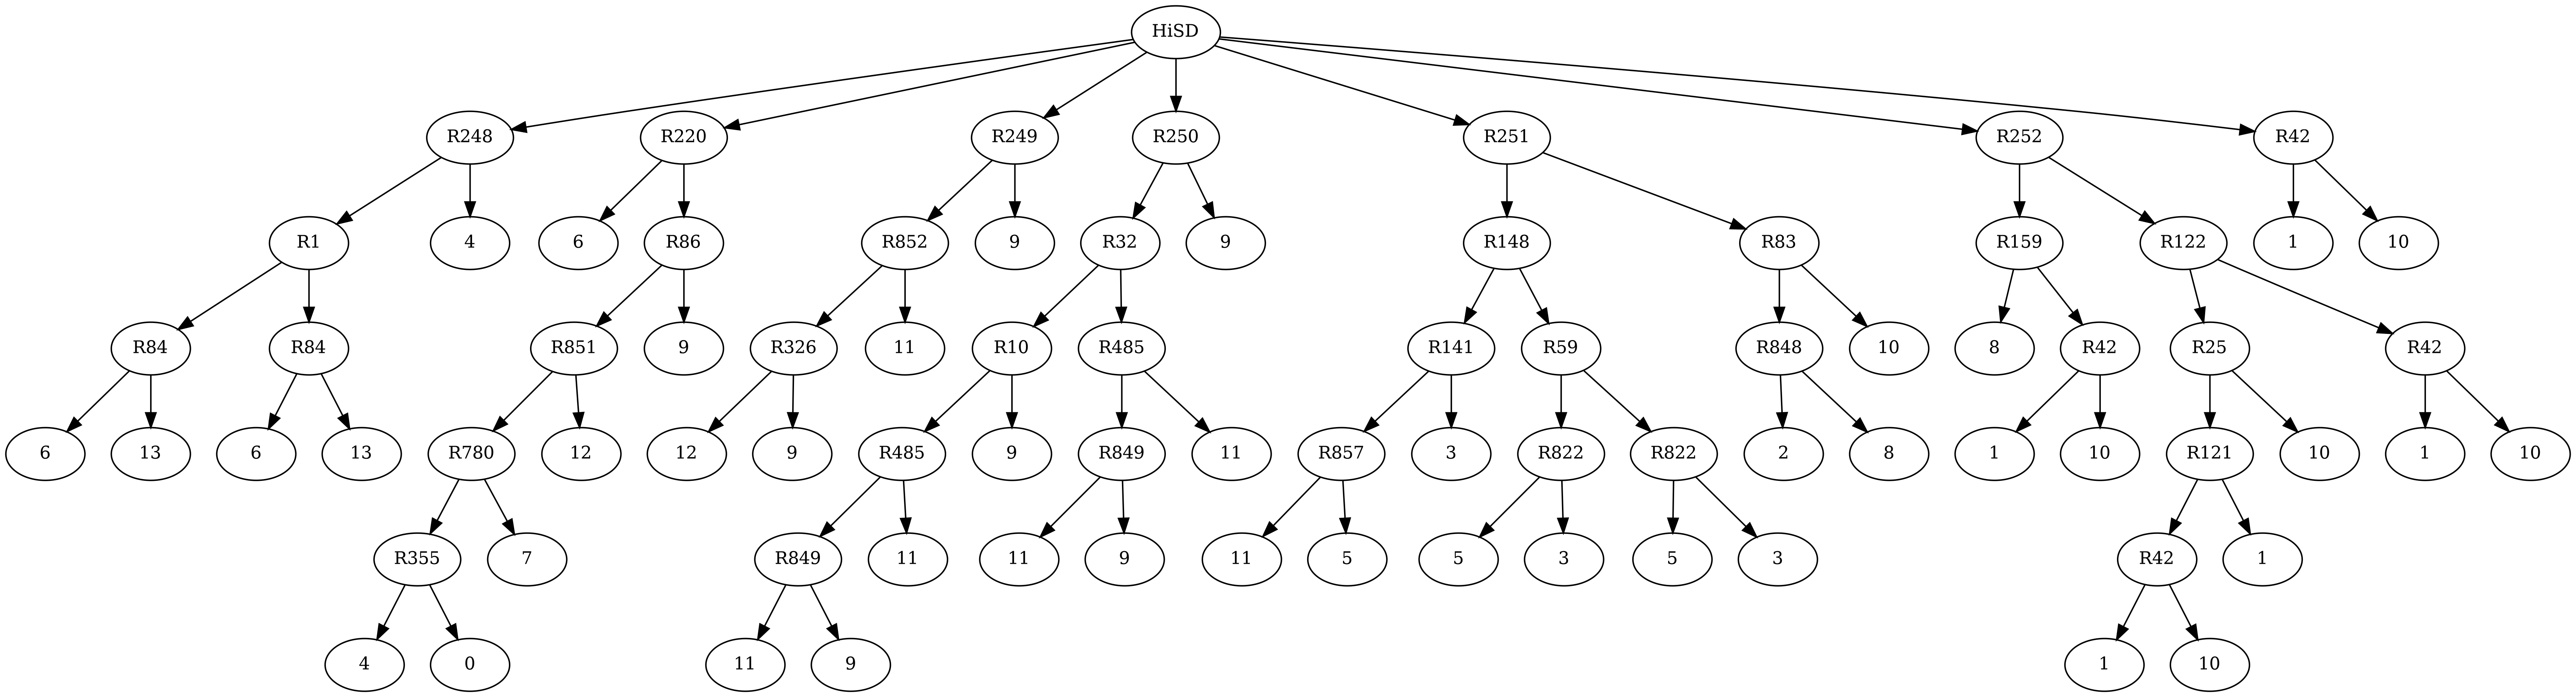 HiSD
R248 R220 R249 R250 R251 R252 R42
R1 4 6 R86 R852 9 R32 9 R148 R83 R159 R122 1 10
R84 R84 R851 9 R326 11 R10 R485 R141 R59 R848 10 8 R42 R25 R42
6 13 6 13 R780 12 12 9 R485 9 R849 11 R857 3 R822 R822 2 8 1 10 R121 10 1 10
R355 7 R849 11 11 9 11 5 5 3 5 3 R42 1
4 0 11 9 1 10